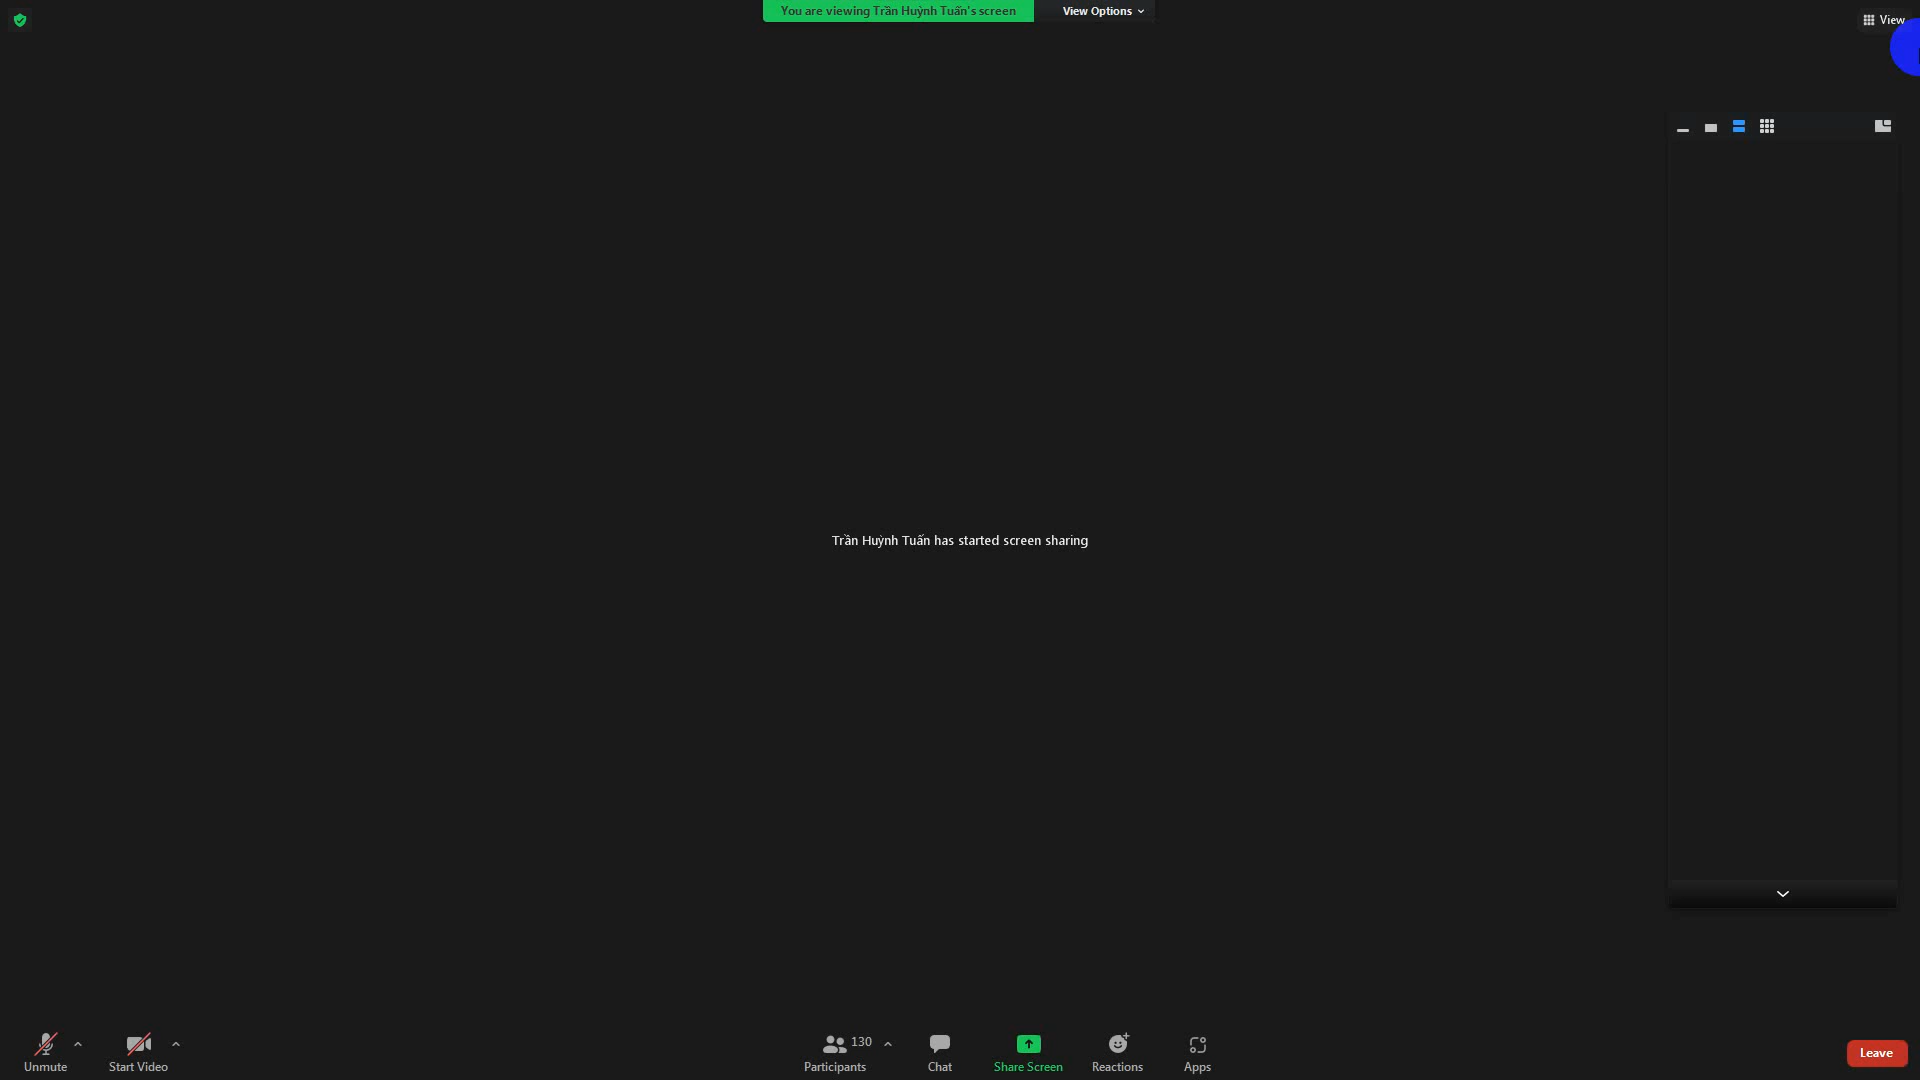 You are viewing Trần Huỳnh Tuấn's screen
View Options
View
Trần Huỳnh Tuấn has started screen sharing
Unmute
Start Video
130
Participants
Chat
Share Screen
Reactions
Apps
Leave